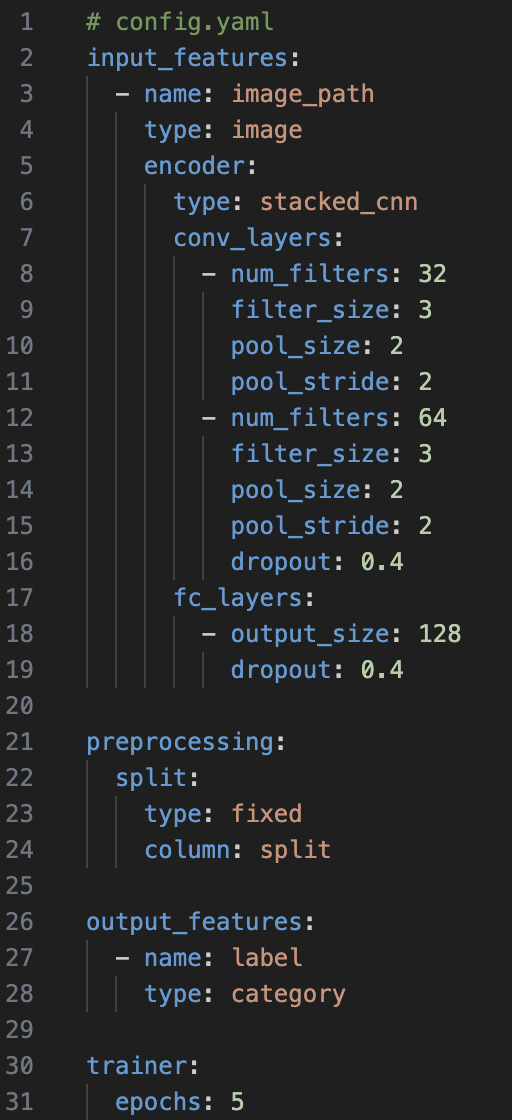 1 # config.yaml
2 input_features:
3   - name: image_path
4     type: image
5     encoder:
6       type: stacked_cnn
7       conv_layers:
8         - num_filters: 32
9           filter_size: 3
10           pool_size: 2
11           pool_stride: 2
12         - num_filters: 64
13           filter_size: 3
14           pool_size: 2
15           pool_stride: 2
16           dropout: 0.4
17       fc_layers:
18         - output_size: 128
19           dropout: 0.4
20
21 preprocessing:
22   split:
23     type: fixed
24     column: split
25
26 output_features:
27   - name: label
28     type: category
29
30 trainer:
31   epochs: 5